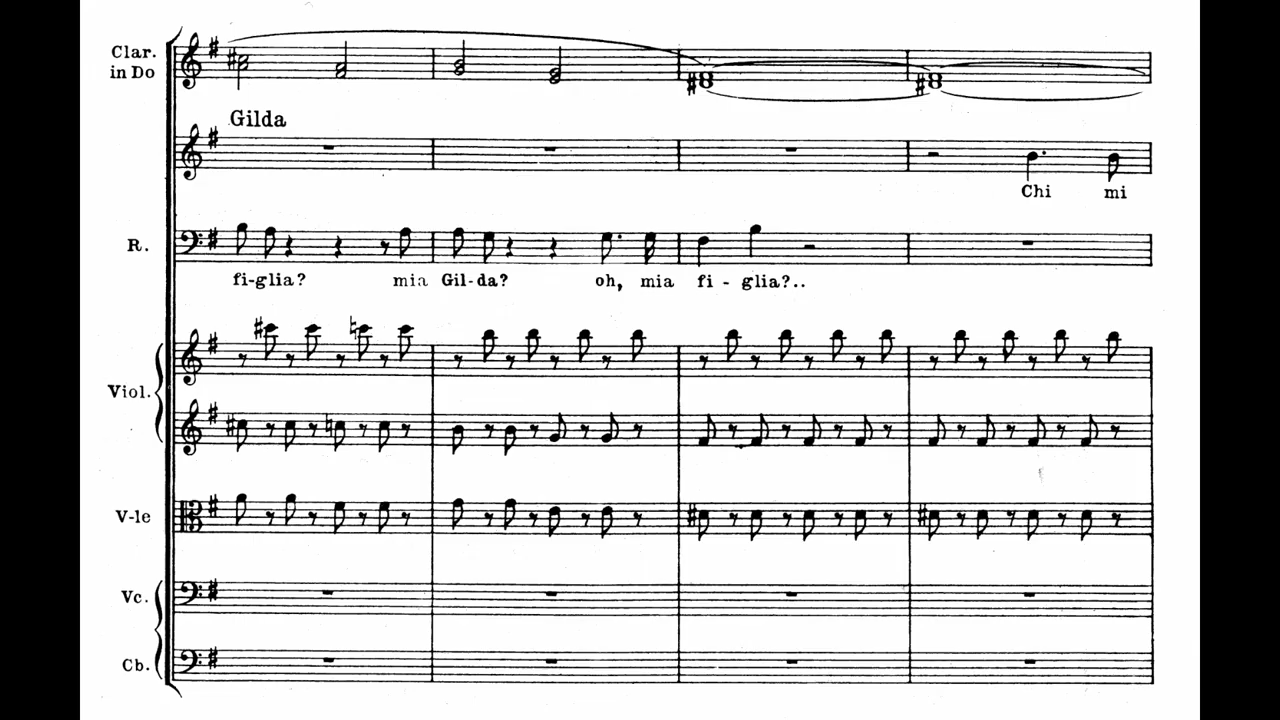 Clar.
in Do
Gilda
Chi mi
R.
fi-glia? mia Gil-da? oh, mia fi - glia?..
Viol.
V-le
Vc.
Cb.